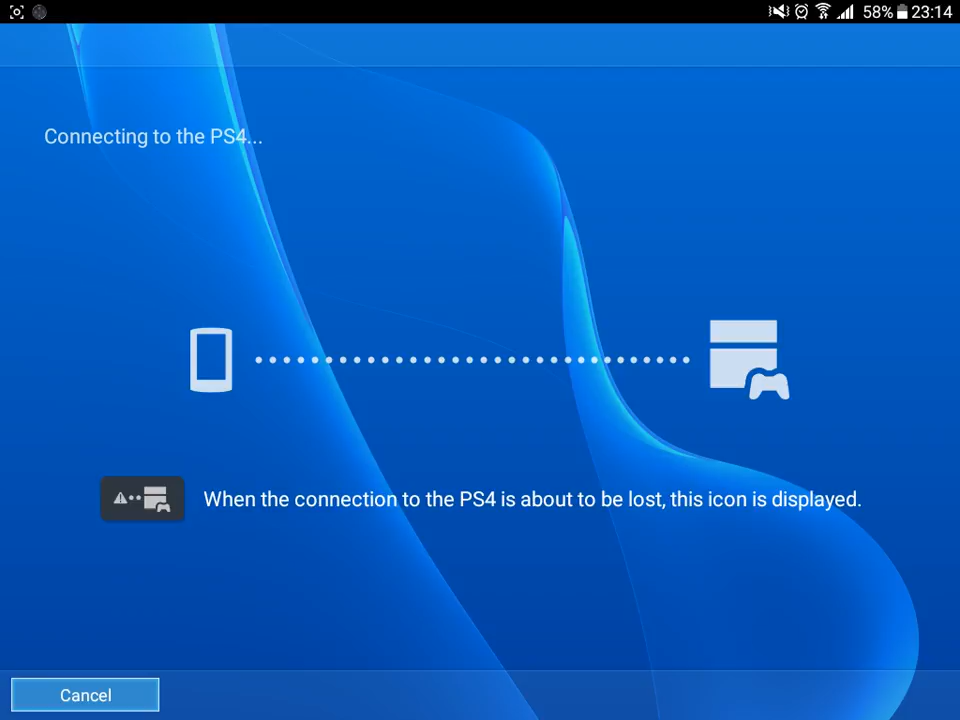 58% 23:14
Connecting to the PS4...
When the connection to the PS4 is about to be lost, this icon is displayed.
Cancel